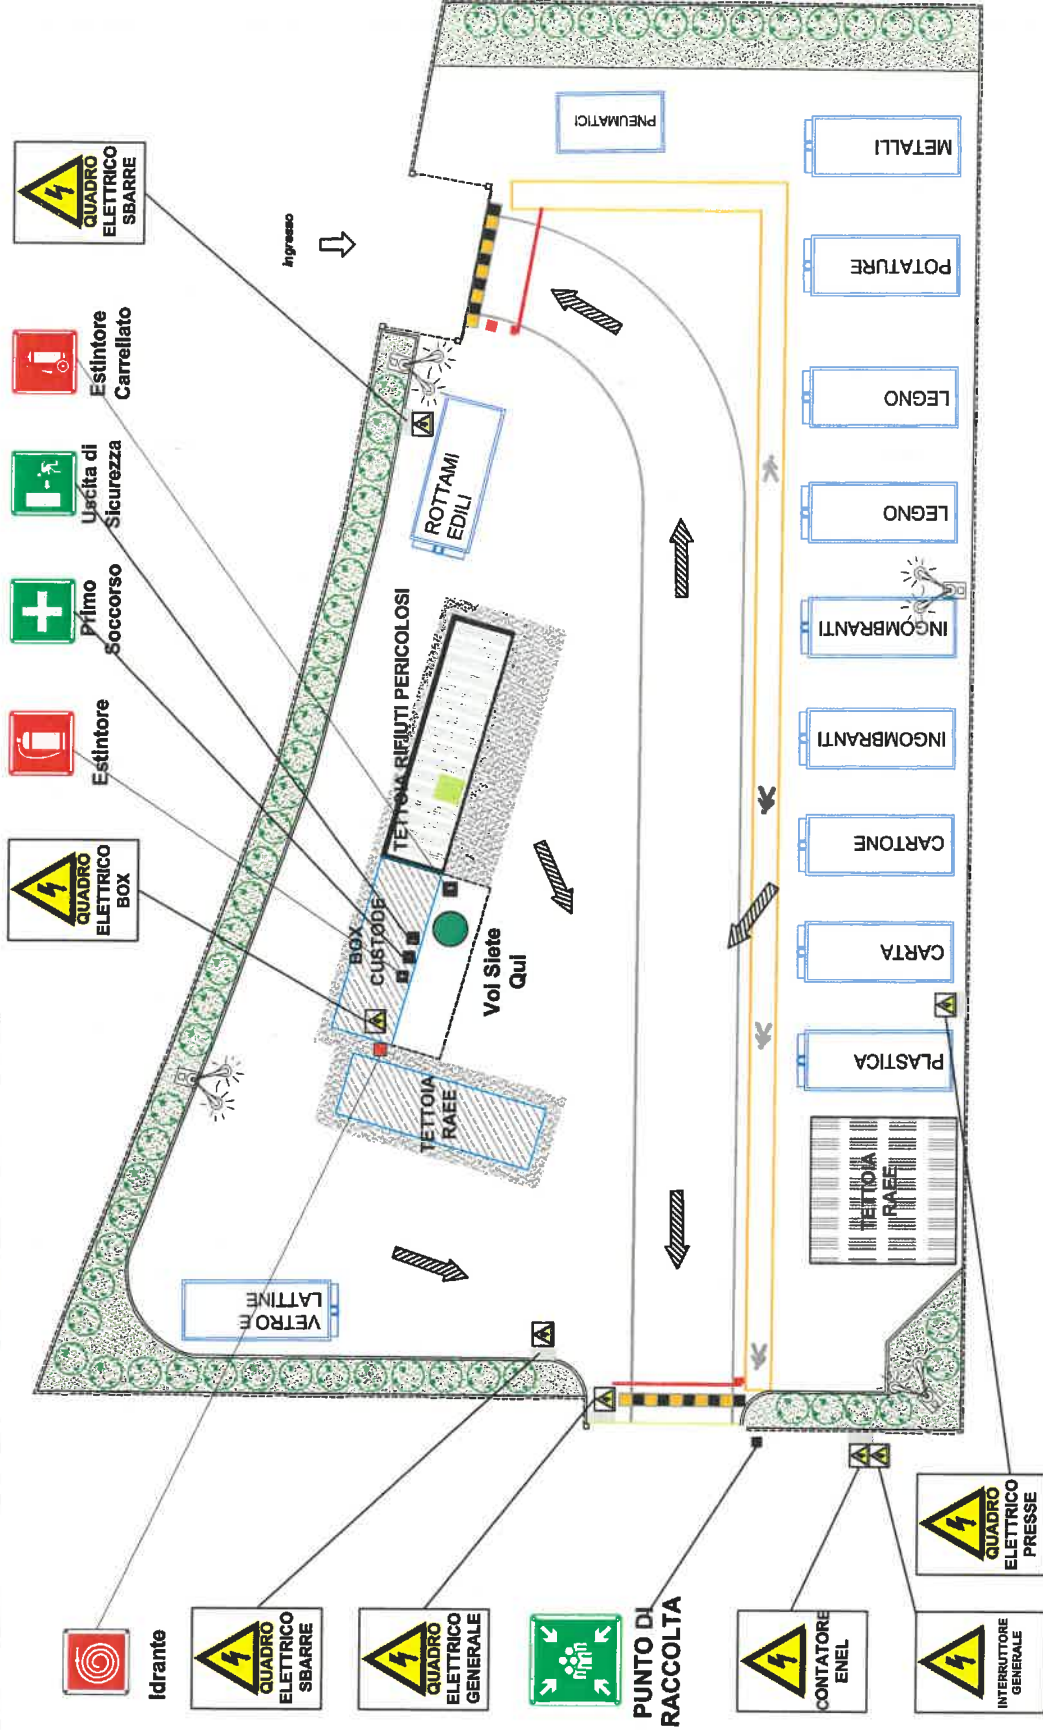 Idrante
QUADRO
ELETTRICO
BOX
Estintore
Primo
Soccorso
Uscita di
Sicurezza
Estintore
Carrellato
QUADRO
ELETTRICO
SBARRE
ingresso
QUADRO
ELETTRICO
SBARRE
QUADRO
ELETTRICO
GENERALE
PUNTO DI
RACCOLTA
CONTATORE
ENEL
INTERRUTTORE
GENERALE
QUADRO
ELETTRICO
PRESSE
VETRO E
LATTINE
TETTOIA
RAEE
BOX
CUSTODE
TETTOIA RIFIUTI PERICOLOSI
Voi Siete
Qui
ROTTAMI
EDILI
PNEUMATICI
TETTOIA
RAEE
PLASTICA
CARTA
CARTONE
INGOMBRANTI
INGOMBRANTI
LEGNO
LEGNO
POTATURE
METALLI